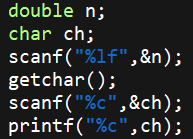 double n;
char ch;
scanf("%lf",&n);
getchar();
scanf("%c",&ch);
printf("%c",ch);